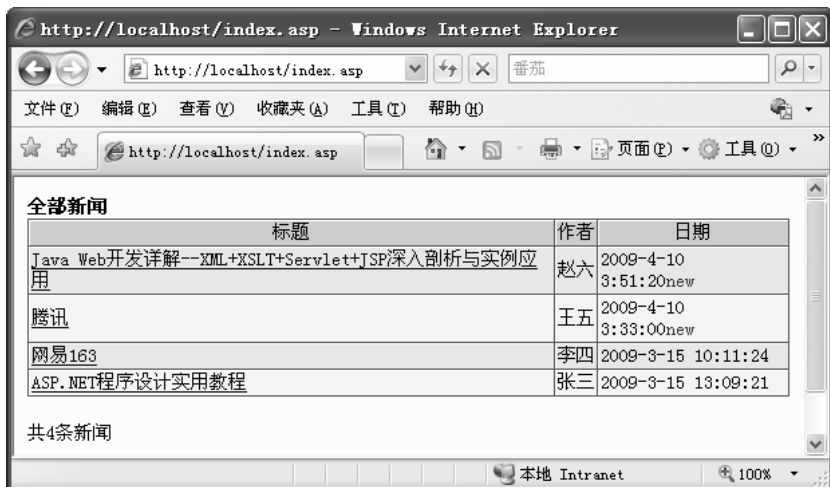 http://localhost/index.asp - Windows Internet Explorer
http://localhost/index.asp 番茄
文件(F) 编辑(E) 查看(V) 收藏夹(A) 工具(T) 帮助(H)
http://localhost/index.asp 页面(P) 工具(O) »
全部新闻
标题 作者 日期
Java Web开发详解--XML+XSLT+Servlet+JSP深入剖析与实例应
用 赵六 2009-4-10
3:51:20new
腾讯 王五 2009-4-10
3:33:00new
网易163 李四 2009-3-15 10:11:24
ASP.NET程序设计实用教程 张三 2009-3-15 13:09:21
共4条新闻
本地 Intranet 100%